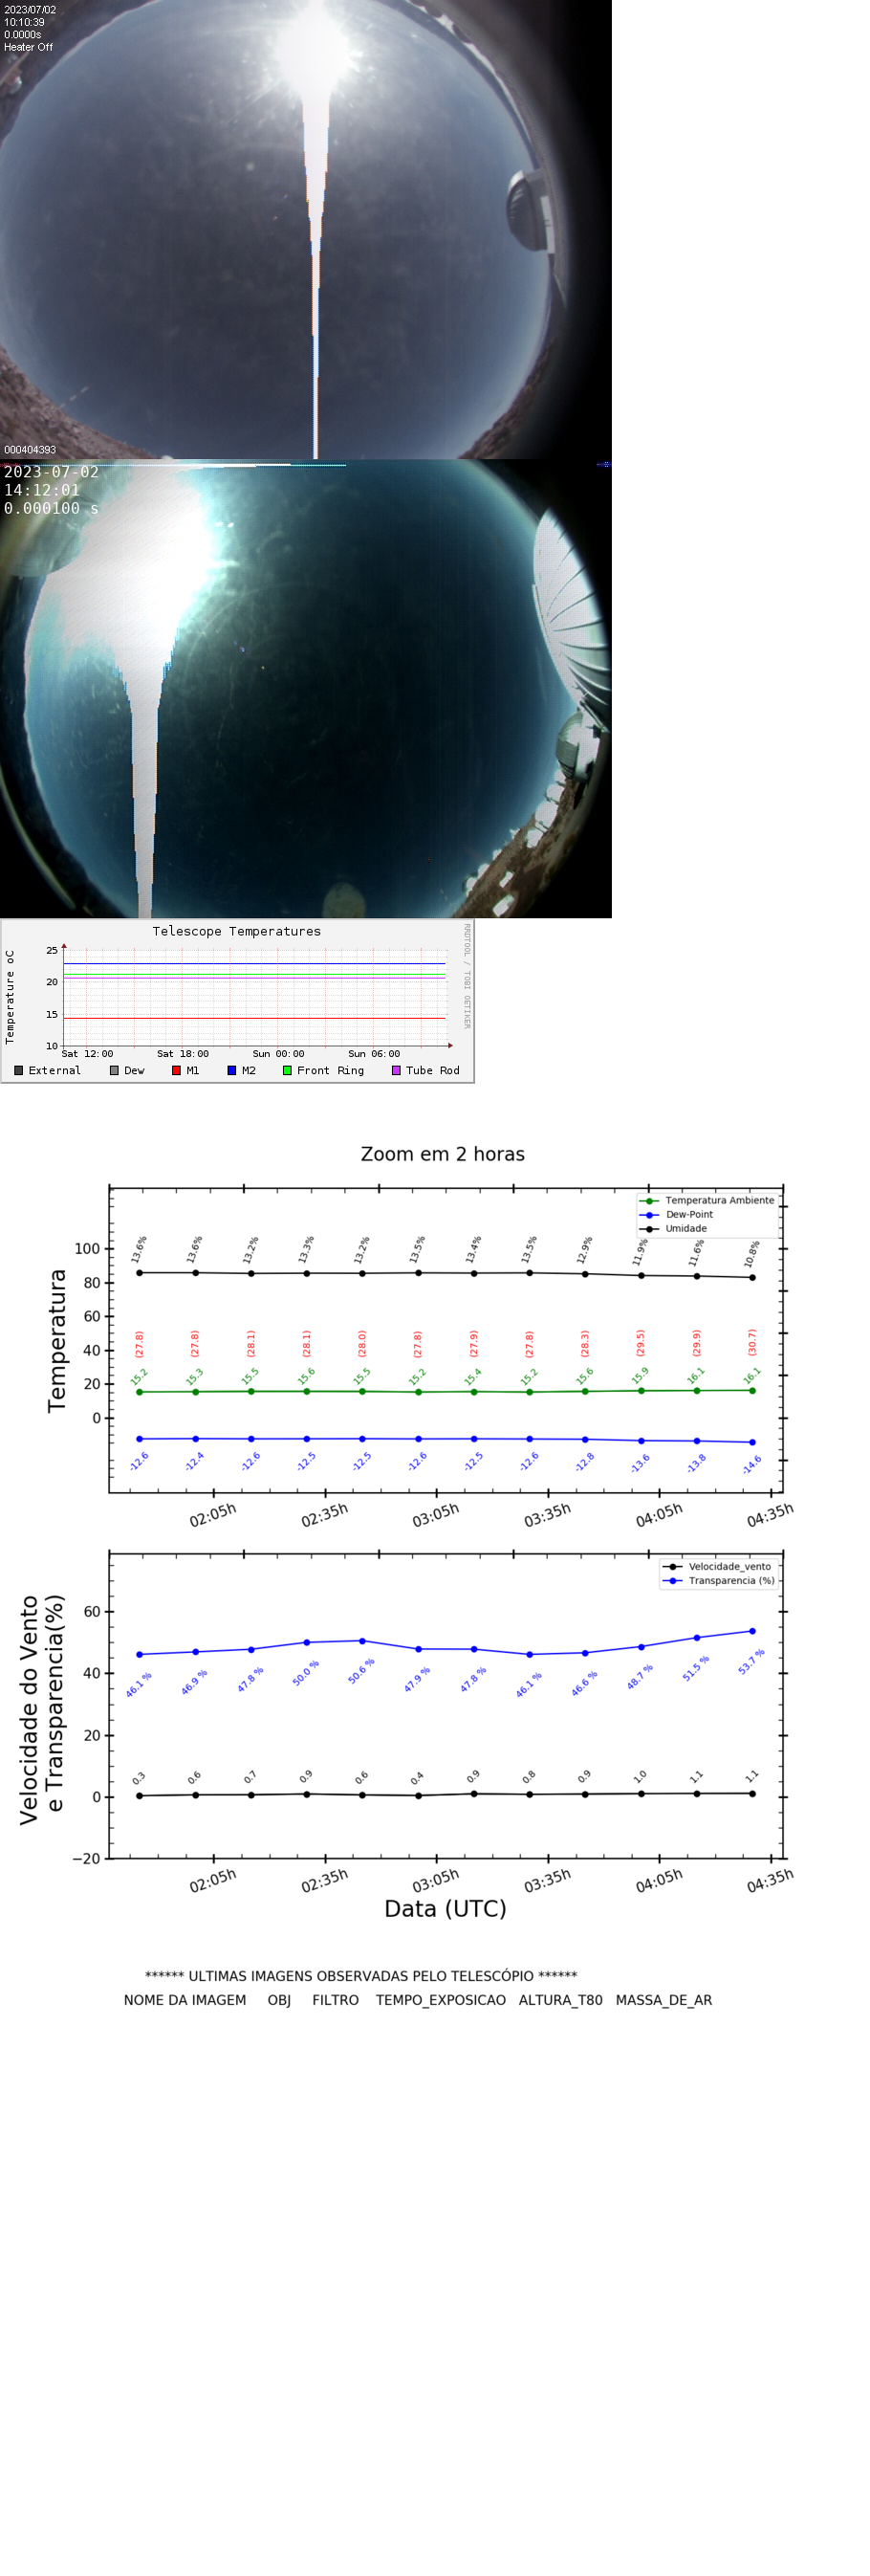 2023/07/02
10:10:39
0.0000s
Heater Off
000404393
2023-07-02
14:12:01
0.000100 s
Telescope Temperatures
Temperature oC
25
20
15
10
Sat 12:00 Sat 18:00 Sun 00:00 Sun 06:00
External Dew M1 M2 Front Ring Tube Rod
RRDTOOL / TOBI OETIKER
Zoom em 2 horas
Temperatura Ambiente
Dew-Point
Umidade
Temperatura
100
80
60
40
20
0
13.6% 13.6% 13.2% 13.3% 13.2% 13.5% 13.4% 13.5% 12.9% 11.9% 11.6% 10.8%
(27.8) (27.8) (28.1) (28.1) (28.0) (27.8) (27.9) (27.8) (28.3) (29.5) (29.9) (30.7)
15.2 15.3 15.5 15.6 15.5 15.2 15.4 15.2 15.6 15.9 16.1 16.1
-12.6 -12.4 -12.6 -12.5 -12.5 -12.6 -12.5 -12.6 -12.8 -13.6 -13.8 -14.6
02:05h 02:35h 03:05h 03:35h 04:05h 04:35h
Velocidade_vento
Transparencia (%)
Velocidade do Vento
e Transparencia(%)
60
40
20
0
−20
46.1 % 46.9 % 47.8 % 50.0 % 50.6 % 47.9 % 47.8 % 46.1 % 46.6 % 48.7 % 51.5 % 53.7 %
0.3 0.6 0.7 0.9 0.6 0.4 0.9 0.8 0.9 1.0 1.1 1.1
02:05h 02:35h 03:05h 03:35h 04:05h 04:35h
Data (UTC)
****** ULTIMAS IMAGENS OBSERVADAS PELO TELESCÓPIO ******
NOME DA IMAGEM OBJ FILTRO TEMPO_EXPOSICAO ALTURA_T80 MASSA_DE_AR